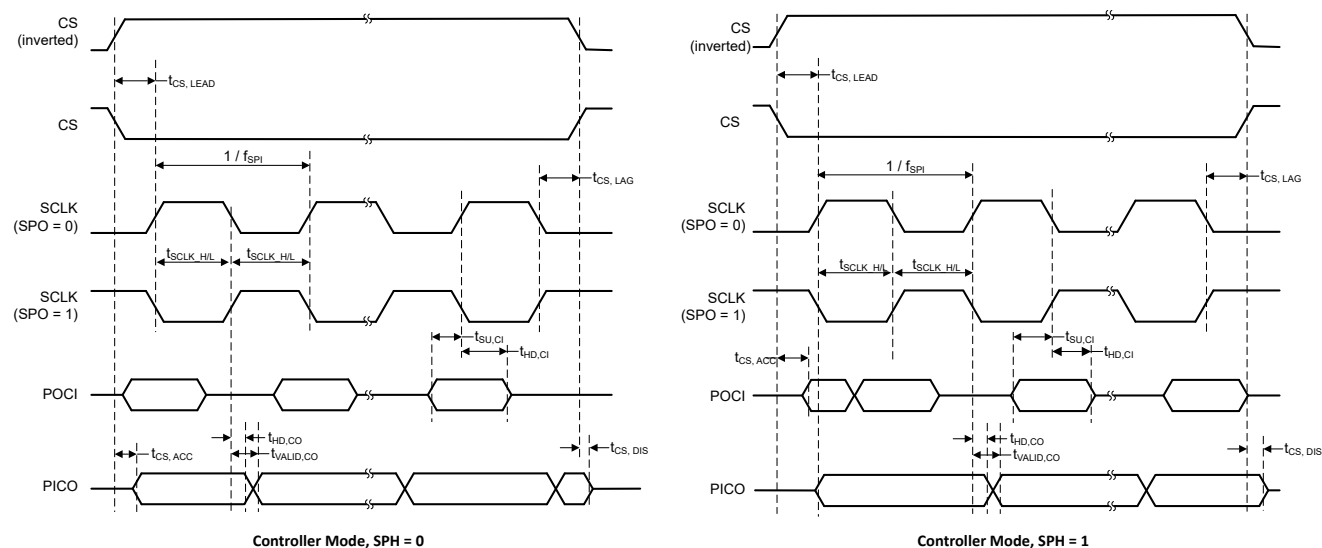 CS
(inverted)
tCS, LEAD
CS
1 / fSPI
tCS, LAG
SCLK
(SPO = 0)
tSCLK_H/L
tSCLK_H/L
SCLK
(SPO = 1)
tSU,CI
tHD,CI
POCI
tHD,CO
tVALID,CO
tCS, ACC
tCS, DIS
PICO
Controller Mode, SPH = 0
CS
(inverted)
tCS, LEAD
CS
1 / fSPI
tCS, LAG
SCLK
(SPO = 0)
tSCLK_H/L
tSCLK_H/L
SCLK
(SPO = 1)
tSU,CI
tHD,CI
tCS, ACC
POCI
tHD,CO
tVALID,CO
tCS, DIS
PICO
Controller Mode, SPH = 1